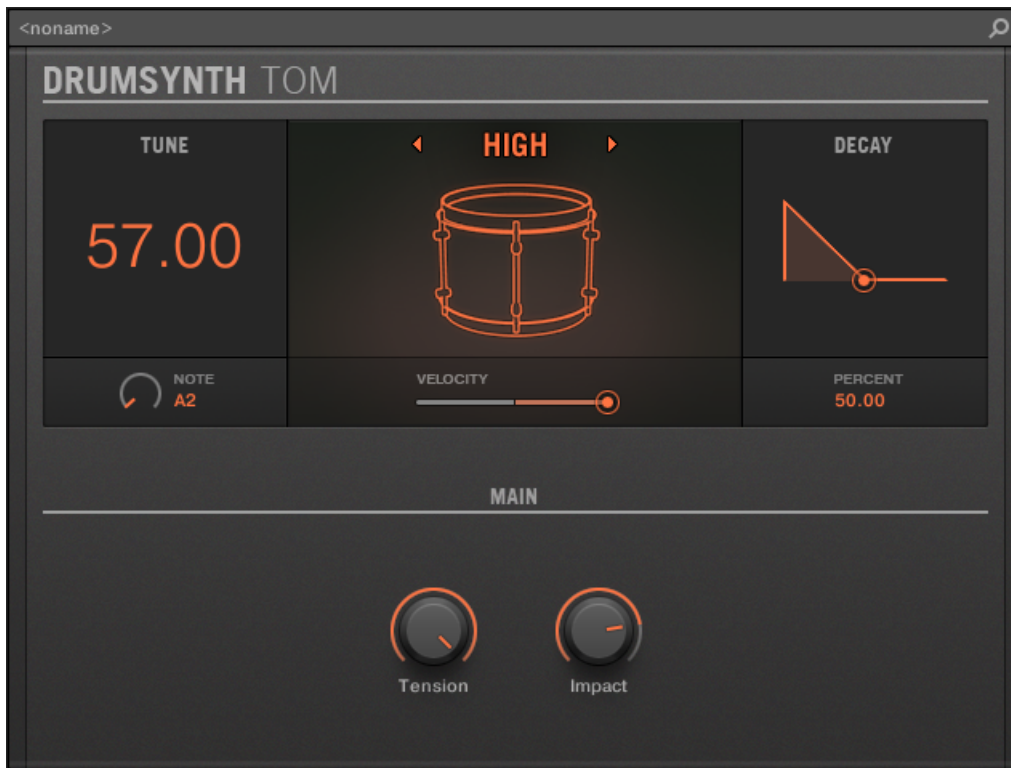 <noname>
DRUMSYNTH TOM
TUNE
57.00
NOTE
A2
HIGH
VELOCITY
DECAY
PERCENT
50.00
MAIN
Tension
Impact